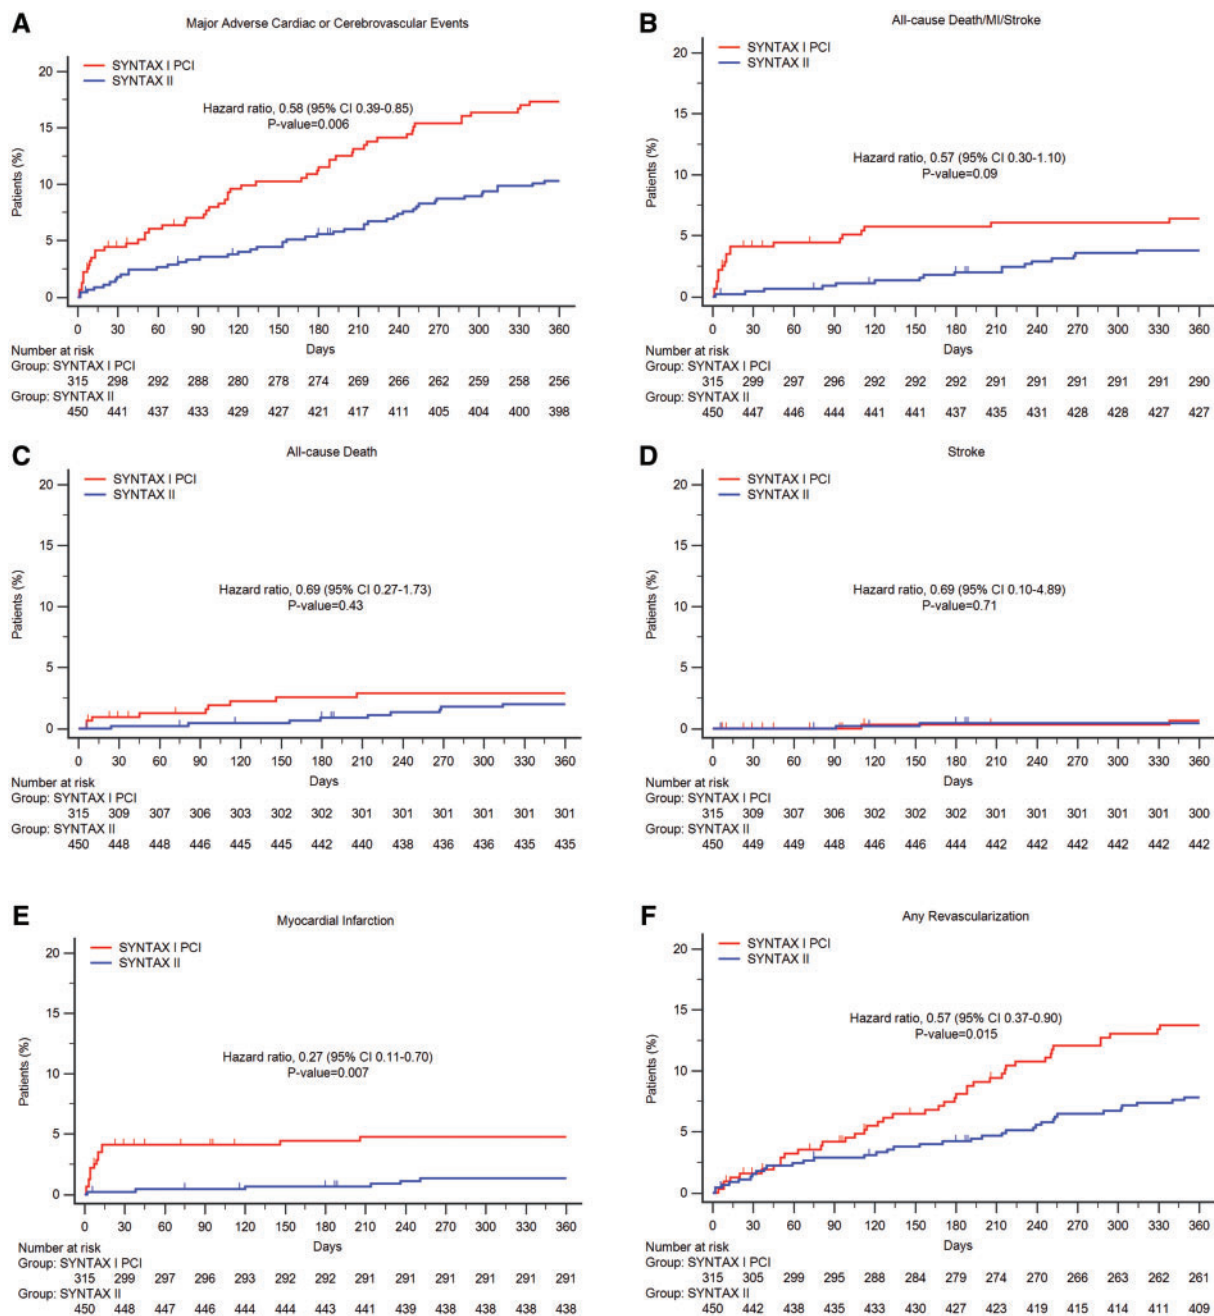 A
Major Adverse Cardiac or Cerebrovascular Events
SYNTAX I PCI
SYNTAX II
Hazard ratio, 0.58 (95% CI 0.39-0.85)
P-value=0.006
Patients (%)
20
15
10
5
0
0 30 60 90 120 150 180 210 240 270 300 330 360
Days
Number at risk
Group: SYNTAX I PCI
315 298 292 288 280 278 274 269 266 262 259 258 256
Group: SYNTAX II
450 441 437 433 429 427 421 417 411 405 404 400 398
B
All-cause Death/MI/Stroke
SYNTAX I PCI
SYNTAX II
Hazard ratio, 0.57 (95% CI 0.30-1.10)
P-value=0.09
Patients (%)
20
15
10
5
0
0 30 60 90 120 150 180 210 240 270 300 330 360
Days
Number at risk
Group: SYNTAX I PCI
315 299 297 296 292 292 292 291 291 291 291 291 290
Group: SYNTAX II
450 447 446 444 441 441 437 435 431 428 428 427 427
C
All-cause Death
SYNTAX I PCI
SYNTAX II
Hazard ratio, 0.69 (95% CI 0.27-1.73)
P-value=0.43
Patients (%)
20
15
10
5
0
0 30 60 90 120 150 180 210 240 270 300 330 360
Days
Number at risk
Group: SYNTAX I PCI
315 309 307 306 303 302 302 301 301 301 301 301 301
Group: SYNTAX II
450 448 448 446 445 445 442 440 438 436 436 435 435
D
Stroke
SYNTAX I PCI
SYNTAX II
Hazard ratio, 0.69 (95% CI 0.10-4.89)
P-value=0.71
Patients (%)
20
15
10
5
0
0 30 60 90 120 150 180 210 240 270 300 330 360
Days
Number at risk
Group: SYNTAX I PCI
315 309 307 306 302 302 302 301 301 301 301 301 300
Group: SYNTAX II
450 449 449 448 446 446 444 442 442 442 442 442 442
E
Myocardial Infarction
SYNTAX I PCI
SYNTAX II
Hazard ratio, 0.27 (95% CI 0.11-0.70)
P-value=0.007
Patients (%)
20
15
10
5
0
0 30 60 90 120 150 180 210 240 270 300 330 360
Days
Number at risk
Group: SYNTAX I PCI
315 299 297 296 293 292 292 291 291 291 291 291 291
Group: SYNTAX II
450 448 447 446 444 444 443 441 439 438 438 438 438
F
Any Revascularization
SYNTAX I PCI
SYNTAX II
Hazard ratio, 0.57 (95% CI 0.37-0.90)
P-value=0.015
Patients (%)
20
15
10
5
0
0 30 60 90 120 150 180 210 240 270 300 330 360
Days
Number at risk
Group: SYNTAX I PCI
315 305 299 295 288 284 279 274 270 266 263 262 261
Group: SYNTAX II
450 442 438 435 433 430 427 423 419 415 414 411 409